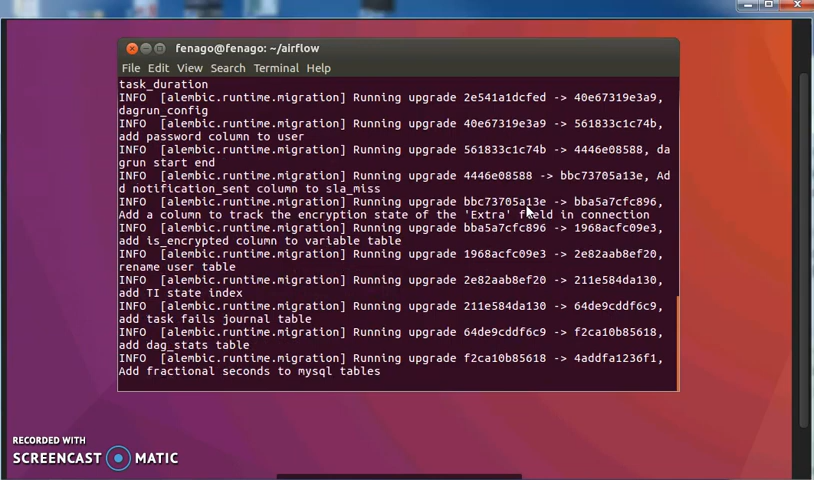 fenago@fenago: ~/airflow
File Edit View Search Terminal Help
task_duration
INFO  [alembic.runtime.migration] Running upgrade 2e541a1dcfed -> 40e67319e3a9,
dagrun_config
INFO  [alembic.runtime.migration] Running upgrade 40e67319e3a9 -> 561833c1c74b,
add password column to user
INFO  [alembic.runtime.migration] Running upgrade 561833c1c74b -> 4446e08588, da
grun start end
INFO  [alembic.runtime.migration] Running upgrade 4446e08588 -> bbc73705a13e, Ad
d notification_sent column to sla_miss
INFO  [alembic.runtime.migration] Running upgrade bbc73705a13e -> bba5a7cfc896,
Add a column to track the encryption state of the 'Extra' field in connection
INFO  [alembic.runtime.migration] Running upgrade bba5a7cfc896 -> 1968acfc09e3,
add is_encrypted column to variable table
INFO  [alembic.runtime.migration] Running upgrade 1968acfc09e3 -> 2e82aab8ef20,
rename user table
INFO  [alembic.runtime.migration] Running upgrade 2e82aab8ef20 -> 211e584da130,
add TI state index
INFO  [alembic.runtime.migration] Running upgrade 211e584da130 -> 64de9cddf6c9,
add task fails journal table
INFO  [alembic.runtime.migration] Running upgrade 64de9cddf6c9 -> f2ca10b85618,
add dag_stats table
INFO  [alembic.runtime.migration] Running upgrade f2ca10b85618 -> 4addfa1236f1,
Add fractional seconds to mysql tables
RECORDED WITH
SCREENCAST MATIC